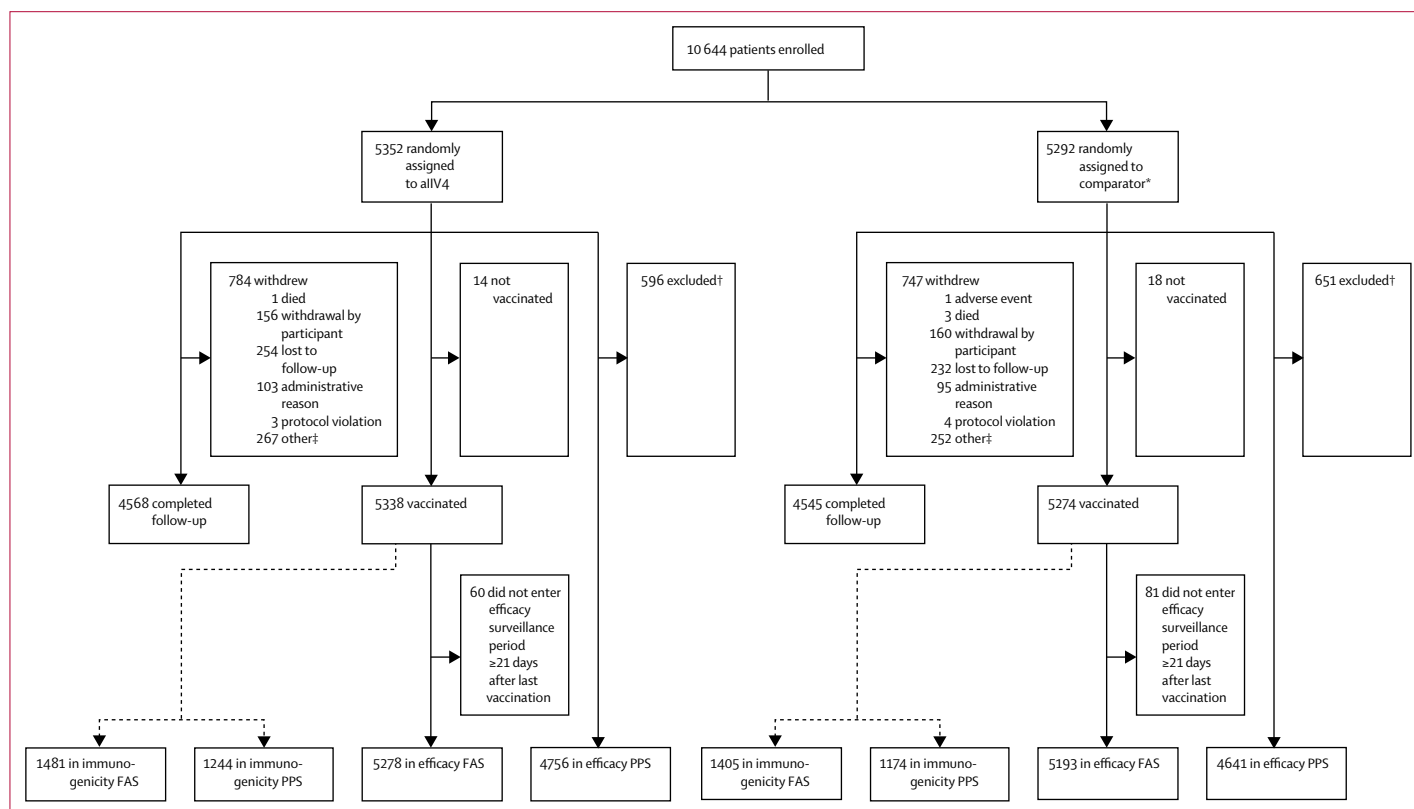 10 644 patients enrolled
5352 randomly
assigned
to aIIV4
5292 randomly
assigned to
comparator*
784 withdrew
1 died
156 withdrawal by
participant
254 lost to
follow-up
103 administrative
reason
3 protocol violation
267 other‡
14 not
vaccinated
596 excluded†
747 withdrew
1 adverse event
3 died
160 withdrawal by
participant
232 lost to follow-up
95 administrative
reason
4 protocol violation
252 other‡
18 not
vaccinated
651 excluded†
4568 completed
follow-up
5338 vaccinated
4545 completed
follow-up
5274 vaccinated
60 did not enter
efficacy
surveillance
period
≥21 days
after last
vaccination
81 did not enter
efficacy
surveillance
period
≥21 days
after last
vaccination
1481 in immuno-
genicity FAS
1244 in immuno-
genicity PPS
5278 in efficacy FAS
4756 in efficacy PPS
1405 in immuno-
genicity FAS
1174 in immuno-
genicity PPS
5193 in efficacy FAS
4641 in efficacy PPS